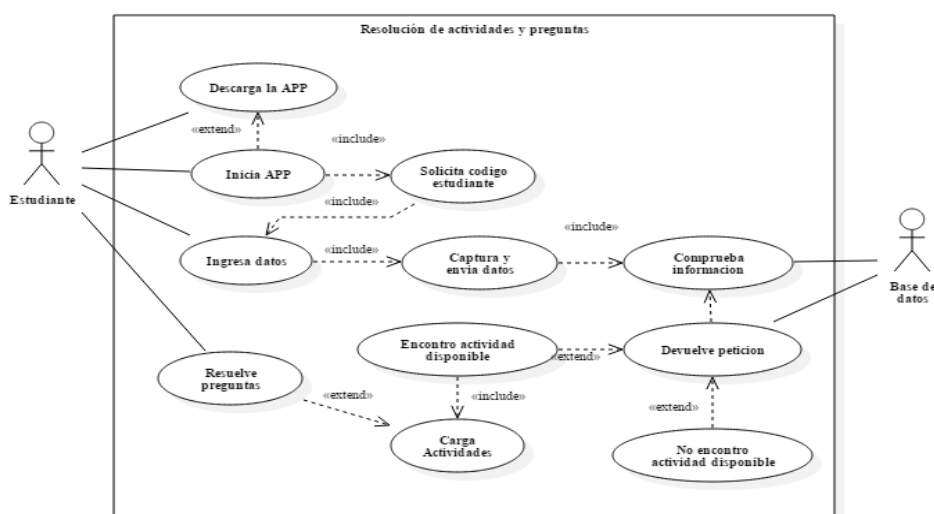 Resolución de actividades y preguntas
Descarga la APP
«extend»
«include»
Inicia APP
Solicita codigo
estudiante
Estudiante
«include»
Ingresa datos
«include»
Captura y
envia datos
«include»
Comprueba
informacion
Base de
datos
Encontro actividad
disponible
«extend»
Devuelve peticion
Resuelve
preguntas
«extend»
«include»
«extend»
Carga
Actividades
No encontro
actividad disponible